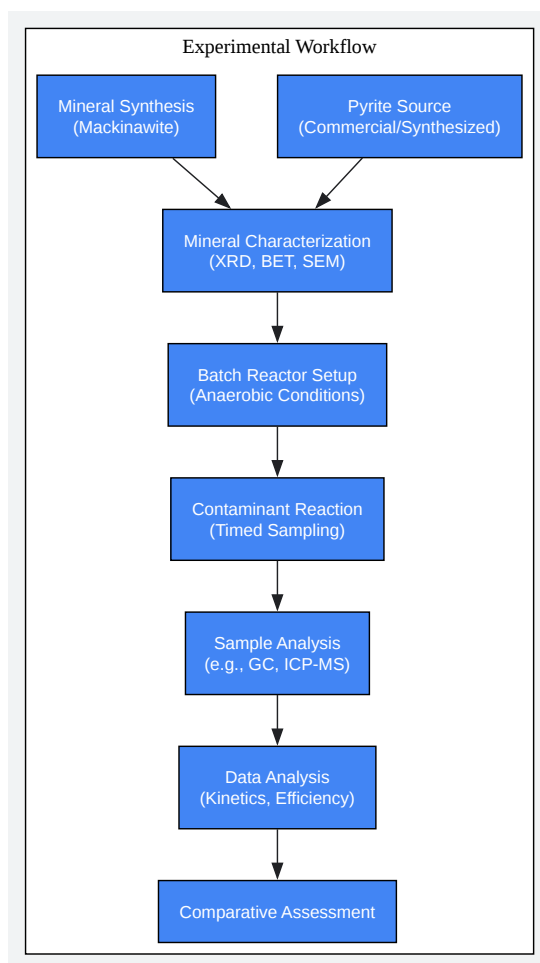 Experimental Workflow
Mineral Synthesis
(Mackinawite)
Pyrite Source
(Commercial/Synthesized)
Mineral Characterization
(XRD, BET, SEM)
Batch Reactor Setup
(Anaerobic Conditions)
Contaminant Reaction
(Timed Sampling)
Sample Analysis
(e.g., GC, ICP-MS)
Data Analysis
(Kinetics, Efficiency)
Comparative Assessment